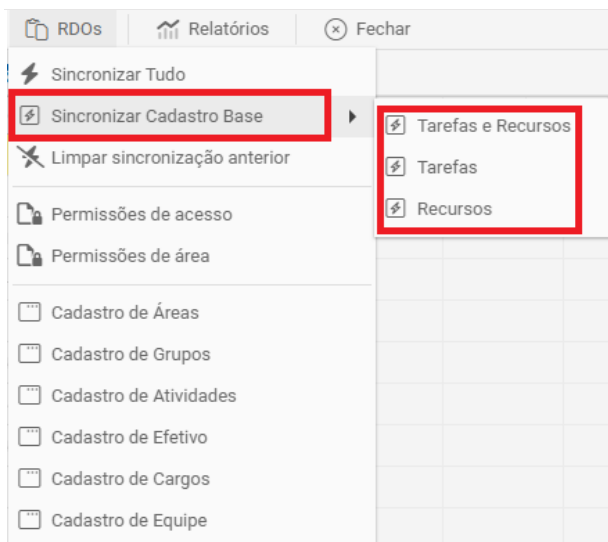 RDOs Relatórios Fechar
Sincronizar Tudo
Sincronizar Cadastro Base
Tarefas e Recursos
Tarefas
Recursos
Limpar sincronização anterior
Permissões de acesso
Permissões de área
Cadastro de Áreas
Cadastro de Grupos
Cadastro de Atividades
Cadastro de Efetivo
Cadastro de Cargos
Cadastro de Equipe